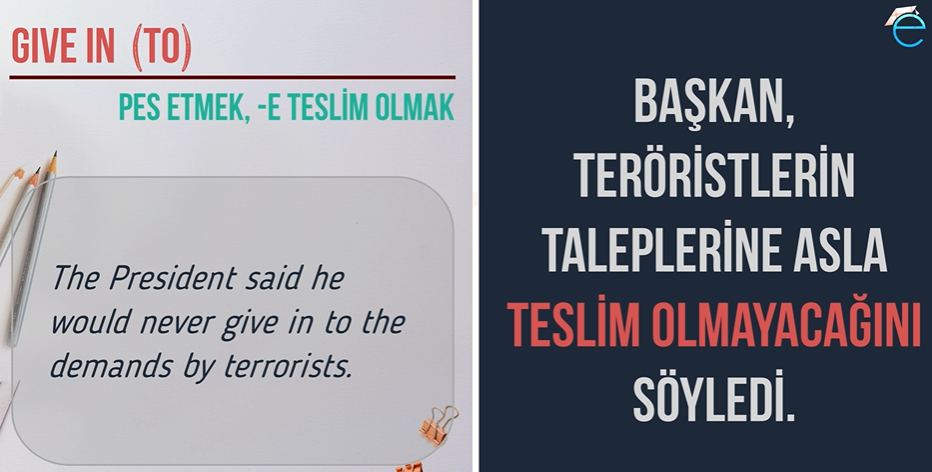 GIVE IN (TO)
PES ETMEK, -E TESLİM OLMAK
The President said he
would never give in to the
demands by terrorists.
BAŞKAN,
TERÖRİSTLERİN
TALEPLERİNE ASLA
TESLİM OLMAYACAĞINI
SÖYLEDİ.
e